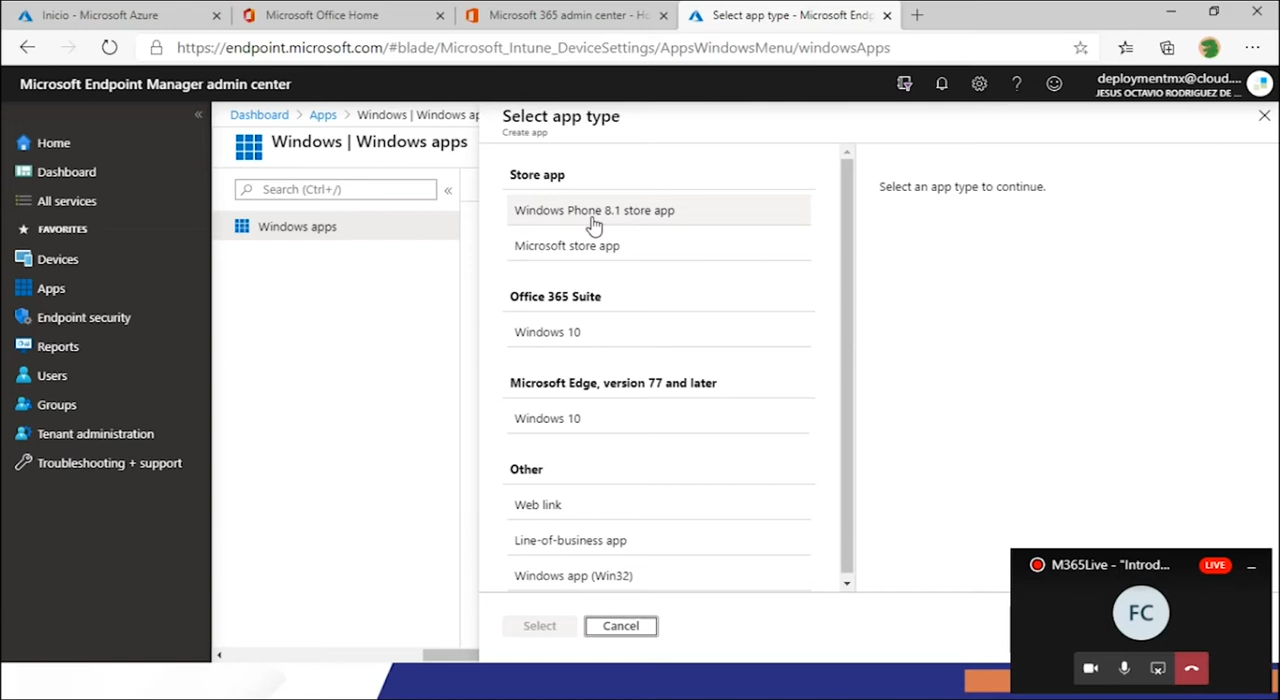 Inicio - Microsoft Azure
Microsoft Office Home
Microsoft 365 admin center - Ho
Select app type - Microsoft Endp
https://endpoint.microsoft.com/#blade/Microsoft_Intune_DeviceSettings/AppsWindowsMenu/windowsApps
Microsoft Endpoint Manager admin center
deploymentmx@cloud....
JESUS OCTAVIO RODRIGUEZ DE ...
Home
Dashboard
All services
FAVORITES
Devices
Apps
Endpoint security
Reports
Users
Groups
Tenant administration
Troubleshooting + support
Dashboard > Apps > Windows | Windows ap
Windows | Windows apps
Search (Ctrl+/)
Windows apps
Select app type
Create app
Store app
Windows Phone 8.1 store app
Microsoft store app
Office 365 Suite
Windows 10
Microsoft Edge, version 77 and later
Windows 10
Other
Web link
Line-of-business app
Windows app (Win32)
Select
Cancel
Select an app type to continue.
M365Live - "Introd...
LIVE
FC